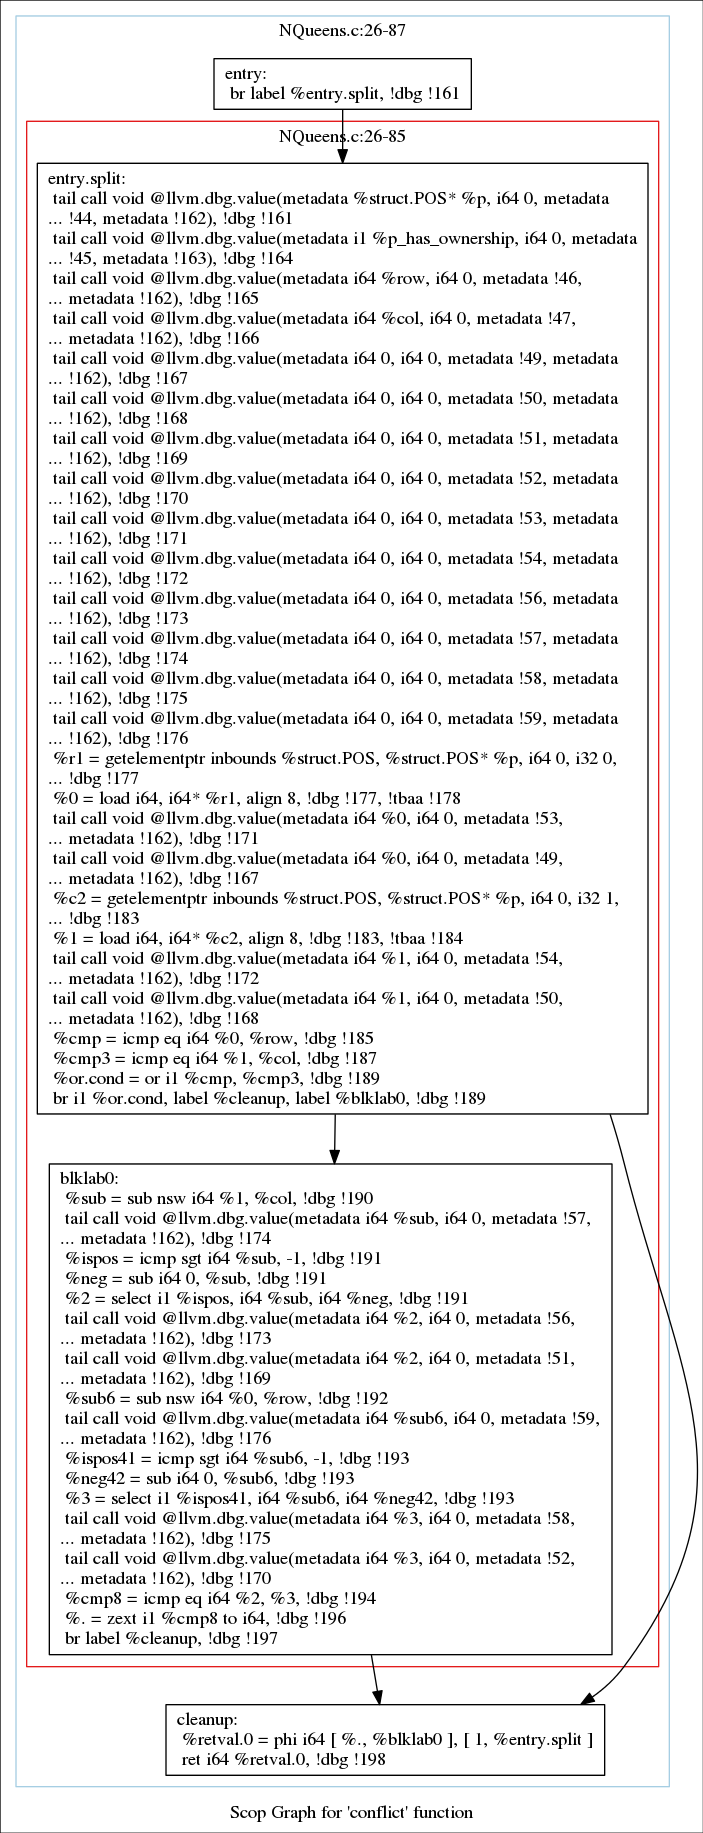 NQueens.c:26-87
entry:
br label %entry.split, !dbg !161
NQueens.c:26-85
entry.split:
tail call void @llvm.dbg.value(metadata %struct.POS* %p, i64 0, metadata
... !44, metadata !162), !dbg !161
tail call void @llvm.dbg.value(metadata i1 %p_has_ownership, i64 0, metadata
... !45, metadata !163), !dbg !164
tail call void @llvm.dbg.value(metadata i64 %row, i64 0, metadata !46,
... metadata !162), !dbg !165
tail call void @llvm.dbg.value(metadata i64 %col, i64 0, metadata !47,
... metadata !162), !dbg !166
tail call void @llvm.dbg.value(metadata i64 0, i64 0, metadata !49, metadata
... !162), !dbg !167
tail call void @llvm.dbg.value(metadata i64 0, i64 0, metadata !50, metadata
... !162), !dbg !168
tail call void @llvm.dbg.value(metadata i64 0, i64 0, metadata !51, metadata
... !162), !dbg !169
tail call void @llvm.dbg.value(metadata i64 0, i64 0, metadata !52, metadata
... !162), !dbg !170
tail call void @llvm.dbg.value(metadata i64 0, i64 0, metadata !53, metadata
... !162), !dbg !171
tail call void @llvm.dbg.value(metadata i64 0, i64 0, metadata !54, metadata
... !162), !dbg !172
tail call void @llvm.dbg.value(metadata i64 0, i64 0, metadata !56, metadata
... !162), !dbg !173
tail call void @llvm.dbg.value(metadata i64 0, i64 0, metadata !57, metadata
... !162), !dbg !174
tail call void @llvm.dbg.value(metadata i64 0, i64 0, metadata !58, metadata
... !162), !dbg !175
tail call void @llvm.dbg.value(metadata i64 0, i64 0, metadata !59, metadata
... !162), !dbg !176
%r1 = getelementptr inbounds %struct.POS, %struct.POS* %p, i64 0, i32 0,
... !dbg !177
%0 = load i64, i64* %r1, align 8, !dbg !177, !tbaa !178
tail call void @llvm.dbg.value(metadata i64 %0, i64 0, metadata !53,
... metadata !162), !dbg !171
tail call void @llvm.dbg.value(metadata i64 %0, i64 0, metadata !49,
... metadata !162), !dbg !167
%c2 = getelementptr inbounds %struct.POS, %struct.POS* %p, i64 0, i32 1,
... !dbg !183
%1 = load i64, i64* %c2, align 8, !dbg !183, !tbaa !184
tail call void @llvm.dbg.value(metadata i64 %1, i64 0, metadata !54,
... metadata !162), !dbg !172
tail call void @llvm.dbg.value(metadata i64 %1, i64 0, metadata !50,
... metadata !162), !dbg !168
%cmp = icmp eq i64 %0, %row, !dbg !185
%cmp3 = icmp eq i64 %1, %col, !dbg !187
%or.cond = or i1 %cmp, %cmp3, !dbg !189
br i1 %or.cond, label %cleanup, label %blklab0, !dbg !189
blklab0:
%sub = sub nsw i64 %1, %col, !dbg !190
tail call void @llvm.dbg.value(metadata i64 %sub, i64 0, metadata !57,
... metadata !162), !dbg !174
%ispos = icmp sgt i64 %sub, -1, !dbg !191
%neg = sub i64 0, %sub, !dbg !191
%2 = select i1 %ispos, i64 %sub, i64 %neg, !dbg !191
tail call void @llvm.dbg.value(metadata i64 %2, i64 0, metadata !56,
... metadata !162), !dbg !173
tail call void @llvm.dbg.value(metadata i64 %2, i64 0, metadata !51,
... metadata !162), !dbg !169
%sub6 = sub nsw i64 %0, %row, !dbg !192
tail call void @llvm.dbg.value(metadata i64 %sub6, i64 0, metadata !59,
... metadata !162), !dbg !176
%ispos41 = icmp sgt i64 %sub6, -1, !dbg !193
%neg42 = sub i64 0, %sub6, !dbg !193
%3 = select i1 %ispos41, i64 %sub6, i64 %neg42, !dbg !193
tail call void @llvm.dbg.value(metadata i64 %3, i64 0, metadata !58,
... metadata !162), !dbg !175
tail call void @llvm.dbg.value(metadata i64 %3, i64 0, metadata !52,
... metadata !162), !dbg !170
%cmp8 = icmp eq i64 %2, %3, !dbg !194
%. = zext i1 %cmp8 to i64, !dbg !196
br label %cleanup, !dbg !197
cleanup:
%retval.0 = phi i64 [ %., %blklab0 ], [ 1, %entry.split ]
ret i64 %retval.0, !dbg !198
Scop Graph for 'conflict' function